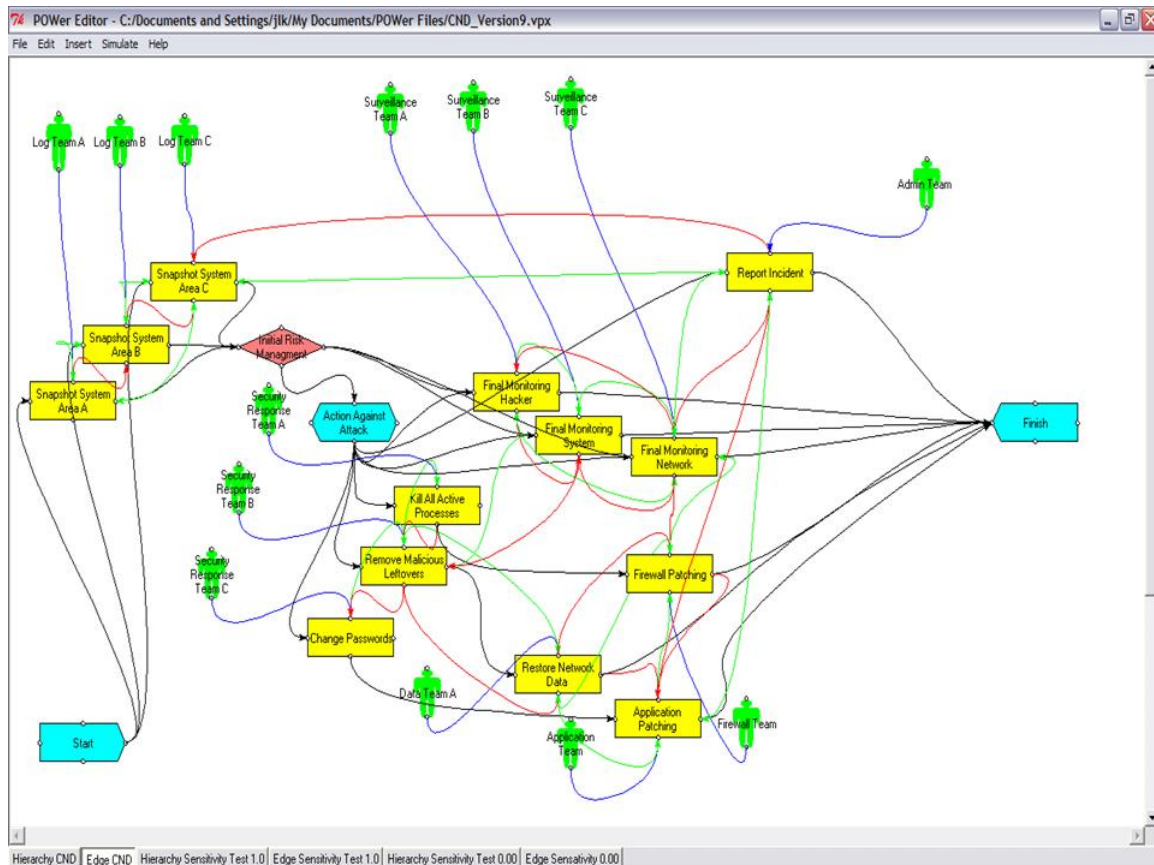 POWer Editor - C:/Documents and Settings/jlk/My Documents/POWer Files/CND_Version9.vpx
File Edit Insert Simulate Help
Surveillance
Team A
Surveillance
Team B
Surveillance
Team C
Log Team A
Log Team B
Log Team C
Admin Team
Snapshot System
Area C
Report Incident
Snapshot System
Area B
Initial Risk
Managment
Snapshot System
Area A
Final Monitoring
Hacker
Security
Response
Team A
Action Against
Attack
Final Monitoring
System
Final Monitoring
Network
Finish
Security
Response
Team B
Kill All Active
Processes
Remove Malicious
Leftovers
Firewall Patching
Security
Response
Team C
Change Passwords
Restore Network
Data
Data Team A
Application
Patching
Firewall Team
Application
Team
Start
Hierarchy CND Edge CND Hierarchy Sensitivity Test 1.0 Edge Sensitivity Test 1.0 Hierarchy Sensitivity Test 0.00 Edge Sensativity 0.00